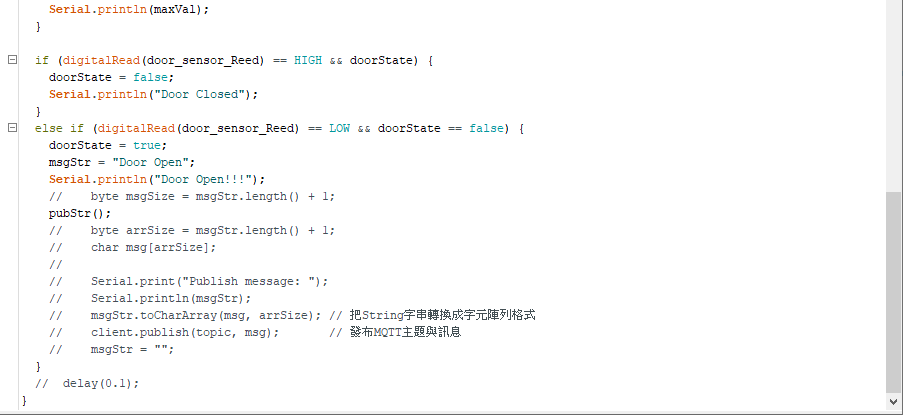 Serial.println(maxVal);
}
if (digitalRead(door_sensor_Reed) == HIGH && doorState) {
doorState = false;
Serial.println("Door Closed");
}
else if (digitalRead(door_sensor_Reed) == LOW && doorState == false) {
doorState = true;
msgStr = "Door Open";
Serial.println("Door Open!!!");
//    byte msgSize = msgStr.length() + 1;
pubStr();
//    byte arrSize = msgStr.length() + 1;
//    char msg[arrSize];
//
//    Serial.print("Publish message: ");
//    Serial.println(msgStr);
//    msgStr.toCharArray(msg, arrSize); // 把String字串轉換成字元陣列格式
//    client.publish(topic, msg);       // 發布MQTT主題與訊息
//    msgStr = "";
}
//  delay(0.1);
}